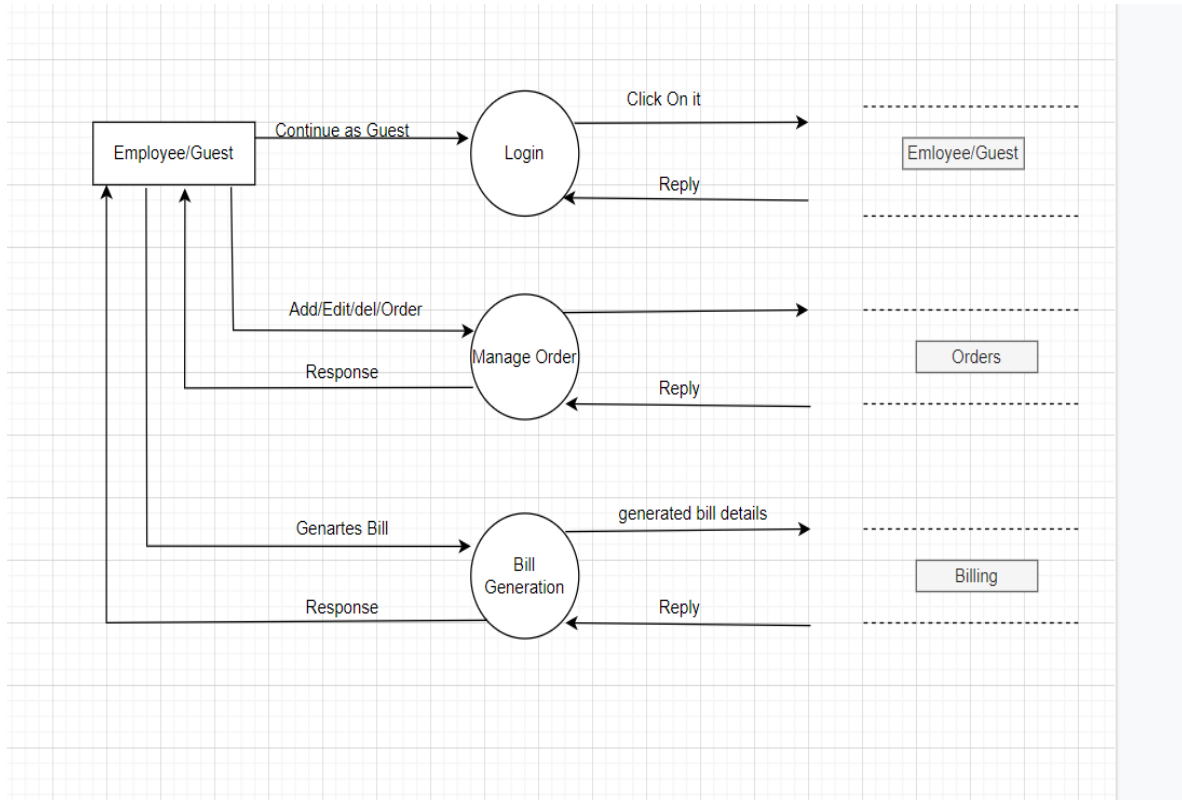 Click On it
Continue as Guest
Employee/Guest
Login
Emloyee/Guest
Reply
Add/Edit/del/Order
Manage Order
Orders
Response
Reply
generated bill details
Genartes Bill
Bill
Generation
Billing
Response
Reply